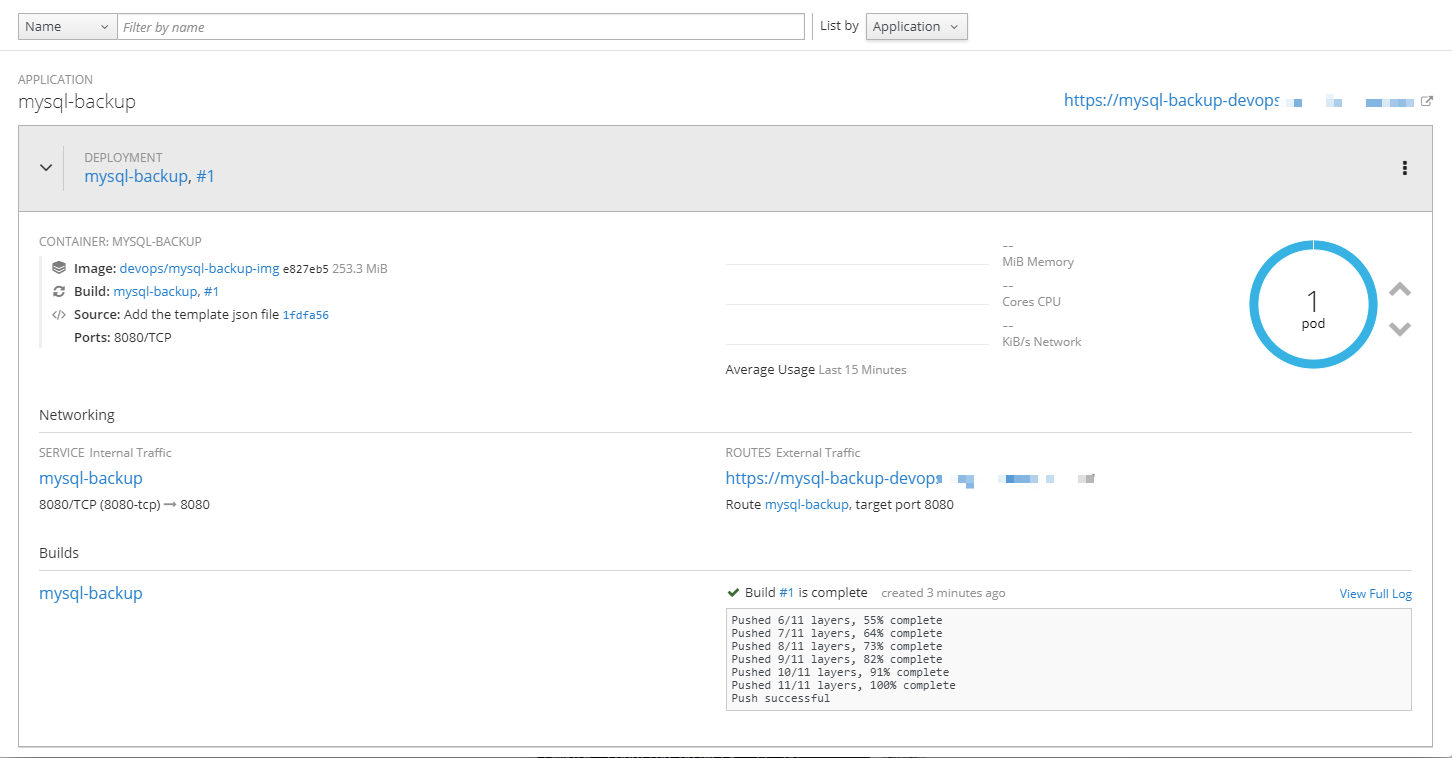 Name Filter by name List by Application
APPLICATION
mysql-backup https://mysql-backup-devops
DEPLOYMENT
mysql-backup, #1
CONTAINER: MYSQL-BACKUP
Image: devops/mysql-backup-img e827eb5 253.3 MiB
Build: mysql-backup, #1
Source: Add the template json file 1fdfa56
Ports: 8080/TCP
--
MiB Memory
--
Cores CPU
--
KiB/s Network
Average Usage Last 15 Minutes
1
pod
Networking
SERVICE Internal Traffic
mysql-backup
8080/TCP (8080-tcp) → 8080
ROUTES External Traffic
https://mysql-backup-devops
Route mysql-backup, target port 8080
Builds
mysql-backup
Build #1 is complete created 3 minutes ago View Full Log
Pushed 6/11 layers, 55% complete
Pushed 7/11 layers, 64% complete
Pushed 8/11 layers, 73% complete
Pushed 9/11 layers, 82% complete
Pushed 10/11 layers, 91% complete
Pushed 11/11 layers, 100% complete
Push successful